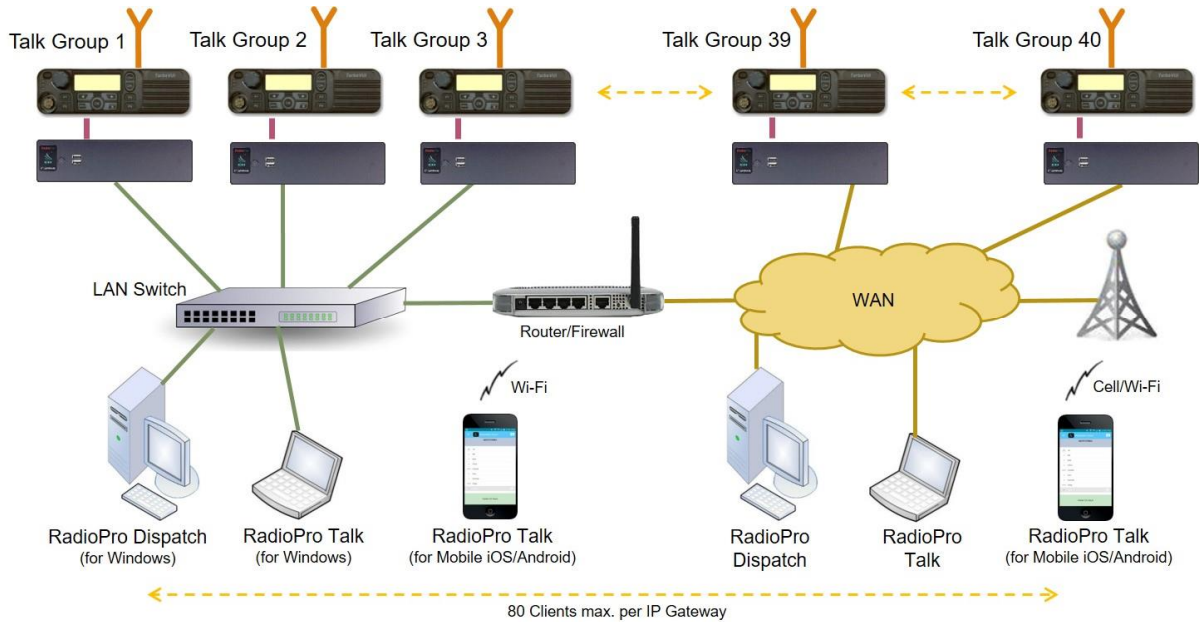 Talk Group 1
Talk Group 2
Talk Group 3
Talk Group 39
Talk Group 40
LAN Switch
Router/Firewall
WAN
Wi-Fi
Cell/Wi-Fi
RadioPro Dispatch
(for Windows)
RadioPro Talk
(for Windows)
RadioPro Talk
(for Mobile iOS/Android)
RadioPro
Dispatch
RadioPro
Talk
RadioPro Talk
(for Mobile iOS/Android)
80 Clients max. per IP Gateway